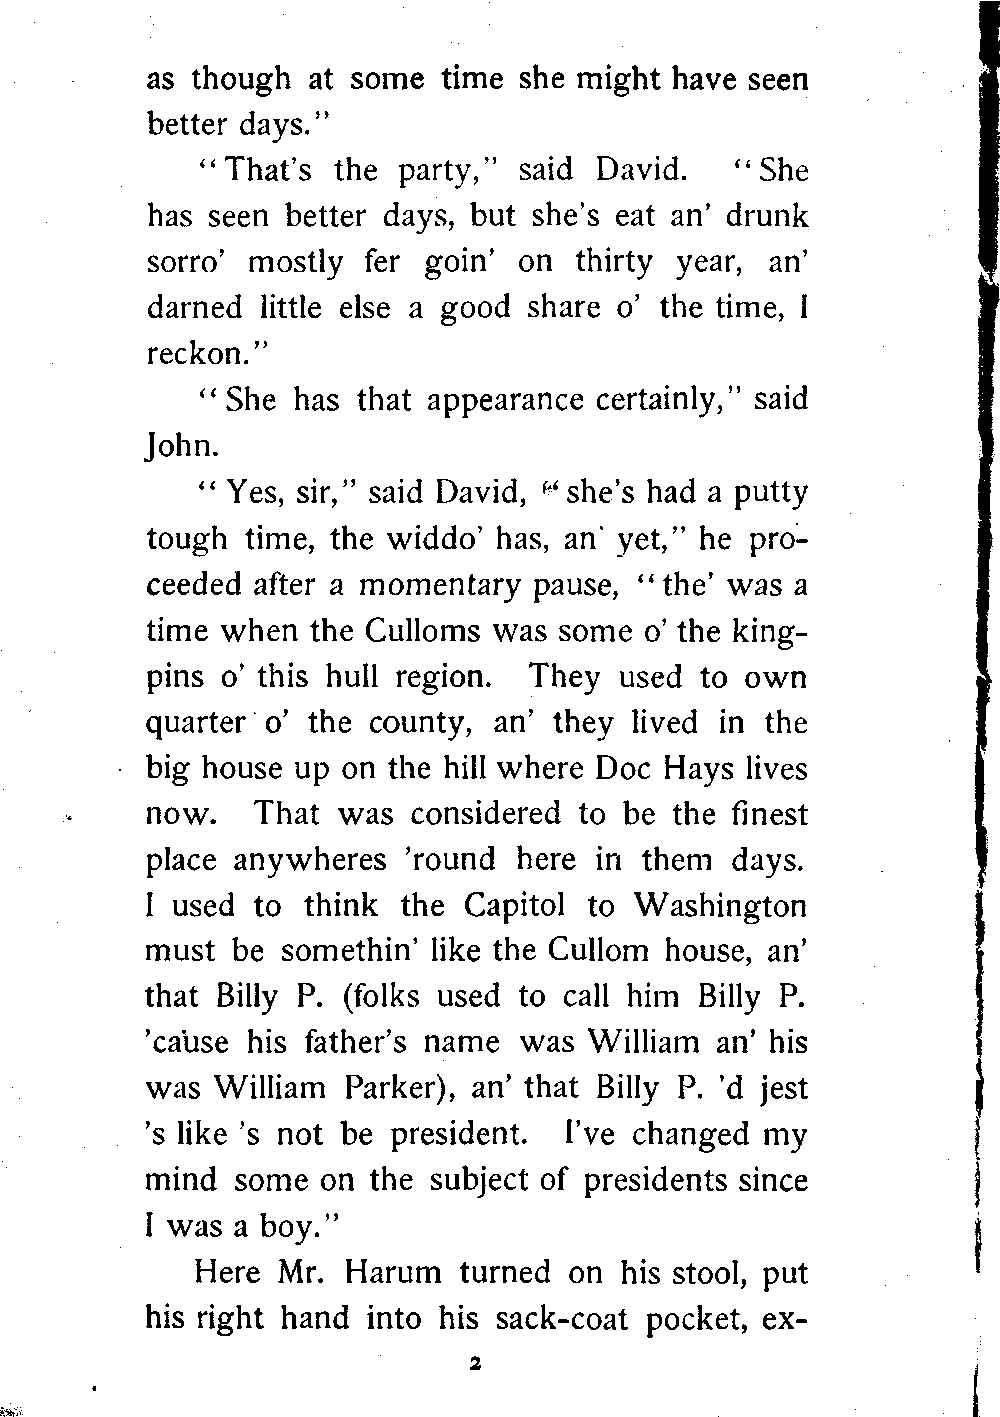 as though at some time she might have seen
better days."
"That's the party," said David. "She
has seen better days, but she's eat an' drunk
sorro' mostly fer goin' on thirty year, an'
darned little else a good share o' the time, I
reckon."
"She has that appearance certainly," said
John.
"Yes, sir," said David, "she's had a putty
tough time, the widdo' has, an' yet," he pro-
ceeded after a momentary pause, "the' was a
time when the Culloms was some o' the king-
pins o' this hull region. They used to own
quarter o' the county, an' they lived in the
big house up on the hill where Doc Hays lives
now. That was considered to be the finest
place anywheres 'round here in them days.
I used to think the Capitol to Washington
must be somethin' like the Cullom house, an'
that Billy P. (folks used to call him Billy P.
'cause his father's name was William an' his
was William Parker), an' that Billy P. 'd jest
's like 's not be president. I've changed my
mind some on the subject of presidents since
I was a boy."
Here Mr. Harum turned on his stool, put
his right hand into his sack-coat pocket, ex-
2